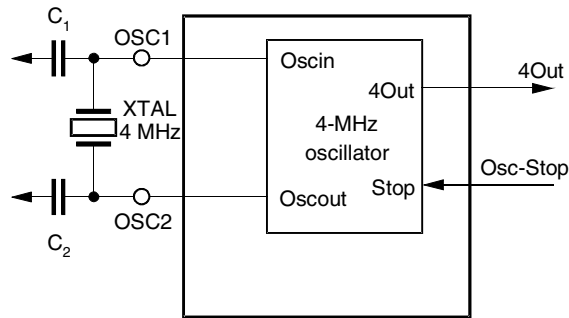 C1
OSC1
Oscin
4Out
4Out
XTAL
4 MHz
4-MHz
oscillator
Osc-Stop
Stop
Oscout
OSC2
C2